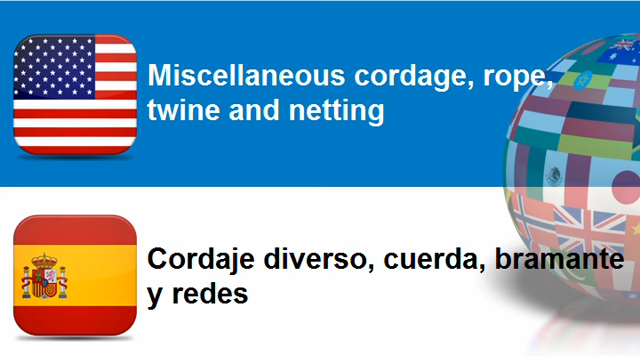 Miscellaneous cordage, rope,
twine and netting
Cordaje diverso, cuerda, bramante
y redes